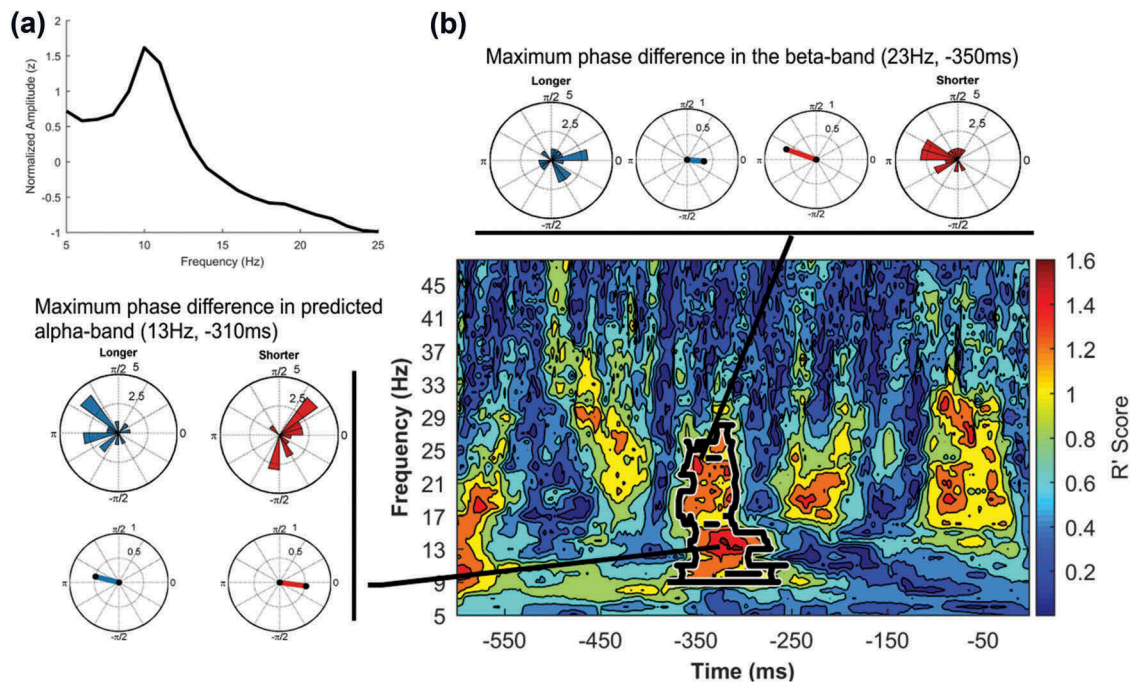 (a)
2
1.5
1
0.5
0
-0.5
-1
Normalized Amplitude (z)
5
10
15
20
25
Frequency (Hz)
Maximum phase difference in predicted
alpha-band (13Hz, -310ms)
Longer
π/2 5
2.5
π
0
-π/2
Shorter
π/2 5
2.5
π
0
-π/2
π/2 1
0.5
π
0
-π/2
π/2 1
0.5
π
0
-π/2
(b)
Maximum phase difference in the beta-band (23Hz, -350ms)
Longer
π/2 5
2.5
π
0
-π/2
π/2 1
0.5
π
0
-π/2
π/2 1
0.5
π
0
-π/2
Shorter
π/2 5
2.5
π
0
-π/2
45
41
37
33
29
25
21
17
13
9
5
Frequency (Hz)
-550
-450
-350
-250
-150
-50
Time (ms)
1.6
1.4
1.2
1
0.8
0.6
0.4
0.2
R' Score